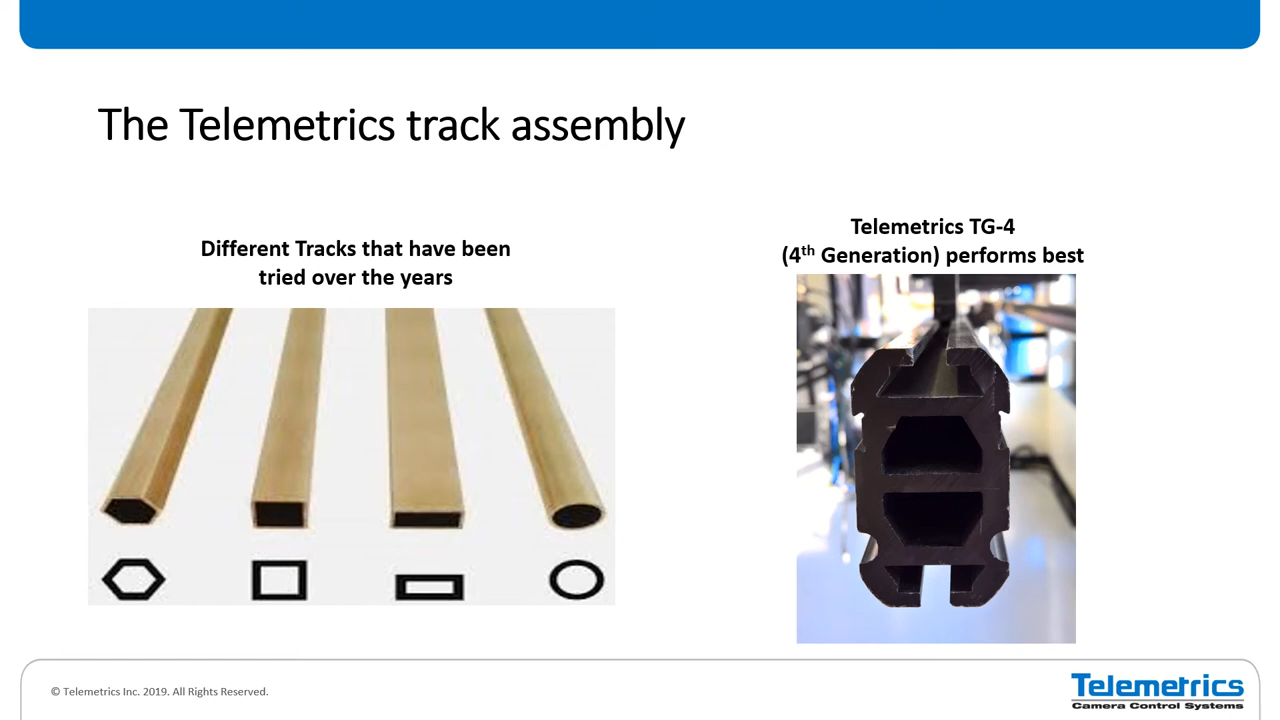 The Telemetrics track assembly
Different Tracks that have been
tried over the years
Telemetrics TG-4
(4th Generation) performs best
© Telemetrics Inc. 2019. All Rights Reserved.
Telemetrics
Camera Control Systems